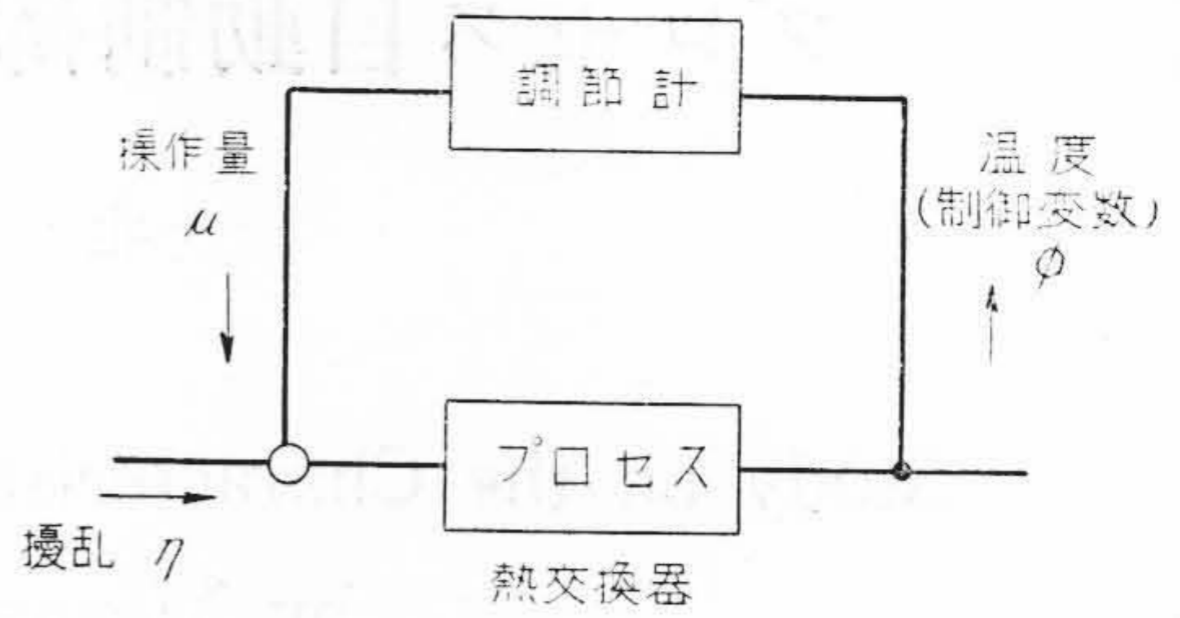 調節計
操作量
μ
温度
(制御変数)
φ
プロセス
擾乱 η
熱交換器